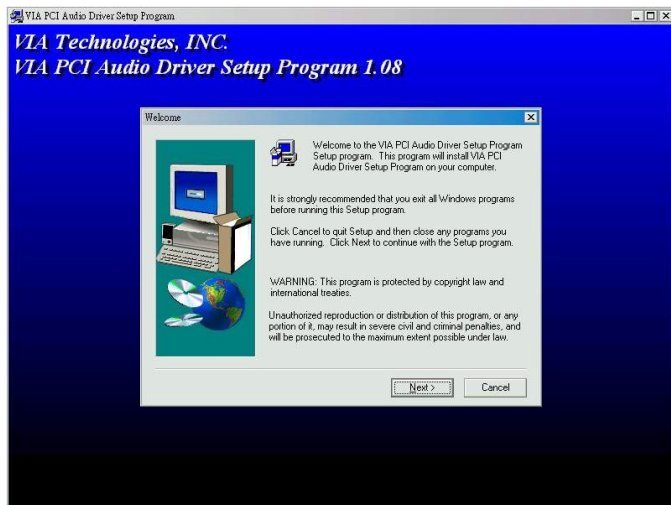 VIA PCI Audio Driver Setup Program
VIA Technologies, INC.
VIA PCI Audio Driver Setup Program 1.08
Welcome
Welcome to the VIA PCI Audio Driver Setup Program
Setup program. This program will install VIA PCI
Audio Driver Setup Program on your computer.
It is strongly recommended that you exit all Windows programs
before running this Setup program.
Click Cancel to quit Setup and then close any programs you
have running. Click Next to continue with the Setup program.
WARNING: This program is protected by copyright law and
international treaties.
Unauthorized reproduction or distribution of this program, or any
portion of it, may result in severe civil and criminal penalties, and
will be prosecuted to the maximum extent possible under law.
Next >
Cancel